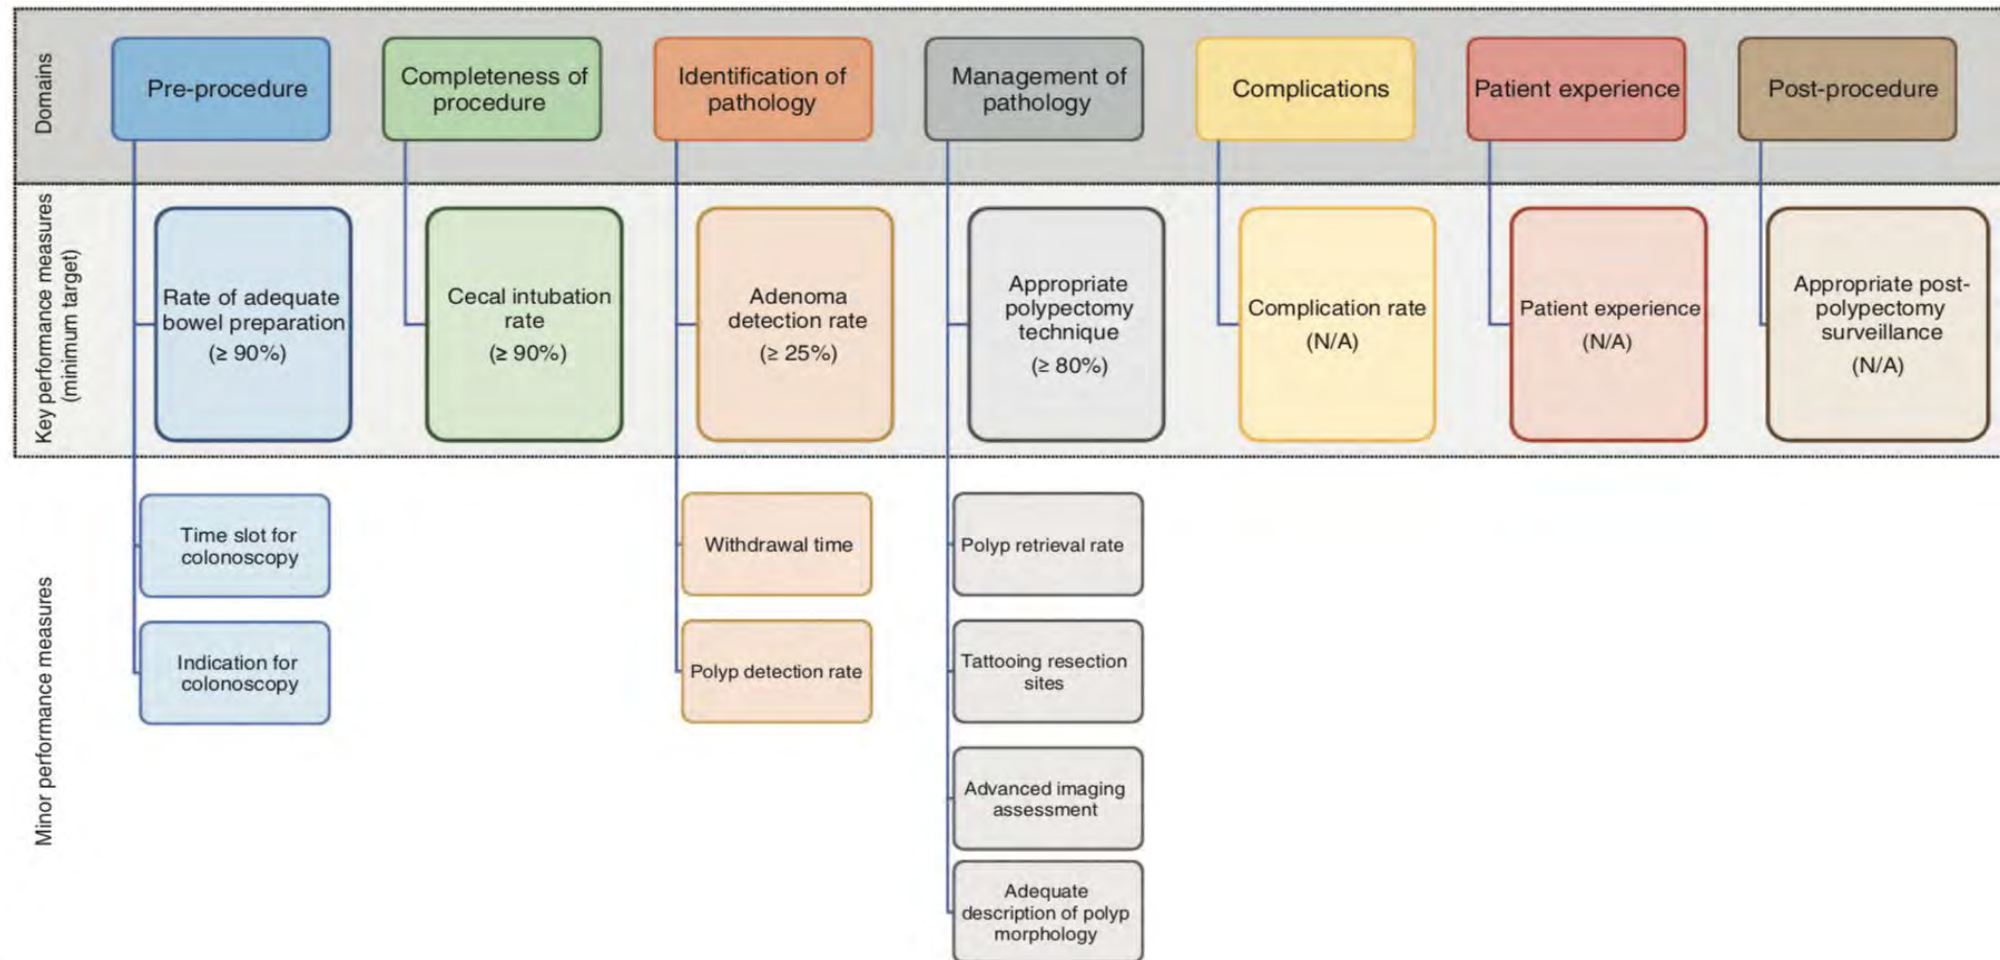 Domains
Pre-procedure
Completeness of
procedure
Identification of
pathology
Management of
pathology
Complications
Patient experience
Post-procedure
Key performance measures
(minimum target)
Rate of adequate
bowel preparation
(≥ 90%)
Cecal intubation
rate
(≥ 90%)
Adenoma
detection rate
(≥ 25%)
Appropriate
polypectomy
technique
(≥ 80%)
Complication rate
(N/A)
Patient experience
(N/A)
Appropriate post-
polypectomy
surveillance
(N/A)
Minor performance measures
Time slot for
colonoscopy
Indication for
colonoscopy
Withdrawal time
Polyp detection rate
Polyp retrieval rate
Tattooing resection
sites
Advanced imaging
assessment
Adequate
description of polyp
morphology